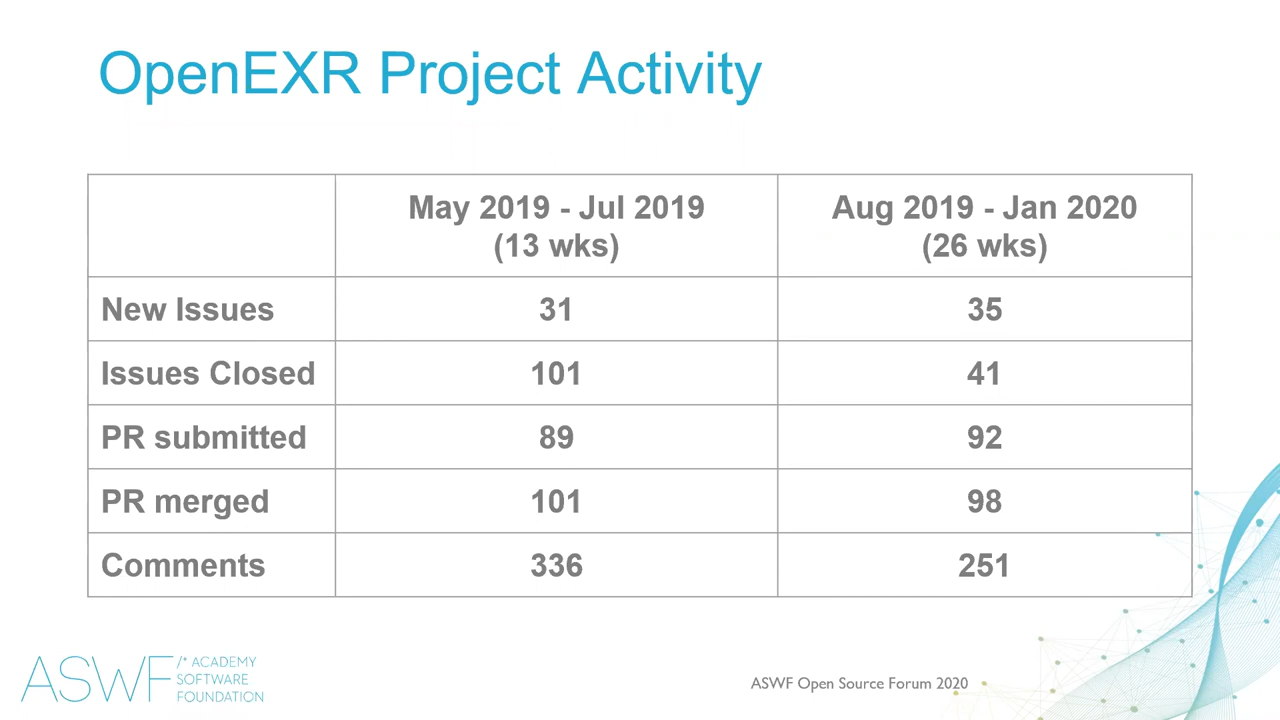 OpenEXR Project Activity
May 2019 - Jul 2019
(13 wks)
Aug 2019 - Jan 2020
(26 wks)
New Issues
31
35
Issues Closed
101
41
PR submitted
89
92
PR merged
101
98
Comments
336
251
ASWF
/* ACADEMY
SOFTWARE
FOUNDATION
ASWF Open Source Forum 2020